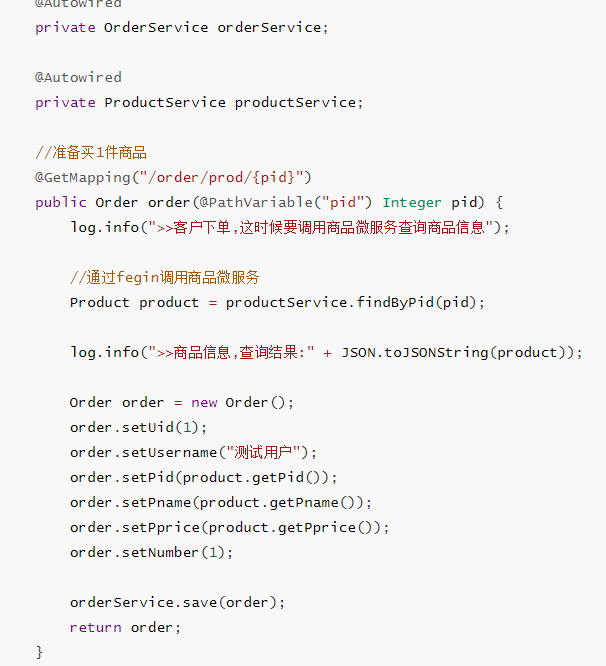 @Autowired
private OrderService orderService;
@Autowired
private ProductService productService;
//准备买1件商品
@GetMapping("/order/prod/{pid}")
public Order order(@PathVariable("pid") Integer pid) {
log.info(">>客户下单,这时候要调用商品微服务查询商品信息");
//通过fegin调用商品微服务
Product product = productService.findByPid(pid);
log.info(">>商品信息,查询结果:" + JSON.toJSONString(product));
Order order = new Order();
order.setUid(1);
order.setUsername("测试用户");
order.setPid(product.getPid());
order.setPname(product.getPname());
order.setPprice(product.getPprice());
order.setNumber(1);
orderService.save(order);
return order;
}